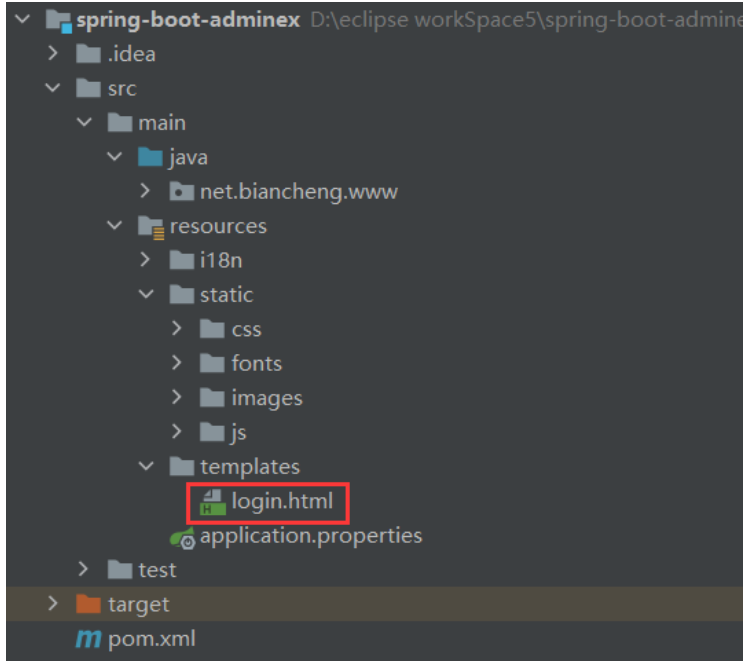 spring-boot-adminex D:\eclipse workSpace5\spring-boot-admine
.idea
src
main
java
net.biancheng.www
resources
i18n
static
css
fonts
images
js
templates
login.html
application.properties
test
target
pom.xml